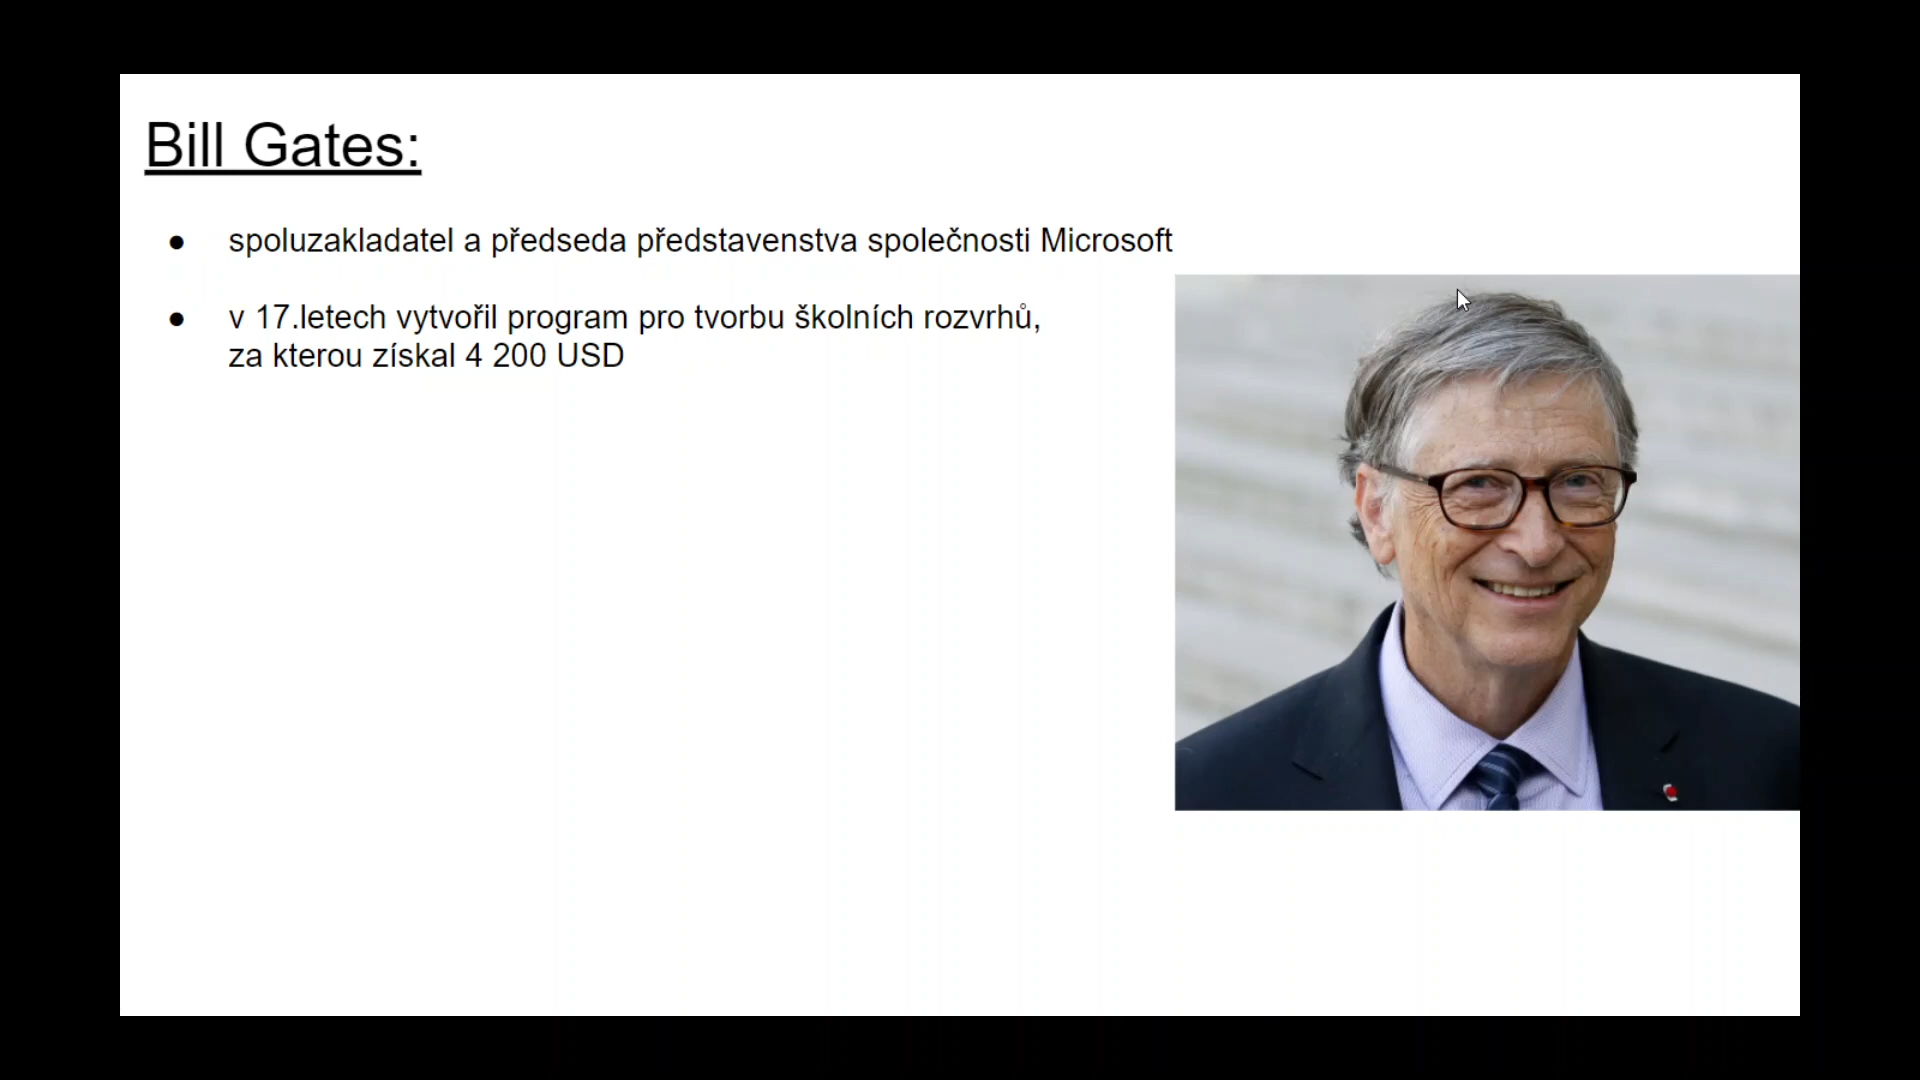 Bill Gates:
● spoluzakladatel a předseda představenstva společnosti Microsoft
● v 17.letech vytvořil program pro tvorbu školních rozvrhů,
za kterou získal 4 200 USD